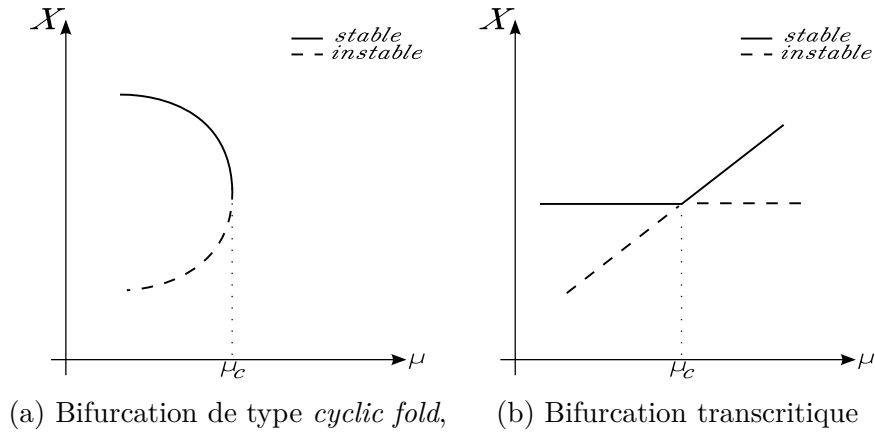 X
stable
instable
μ
μc
(a) Bifurcation de type cyclic fold,
X
stable
instable
μ
μc
(b) Bifurcation transcritique